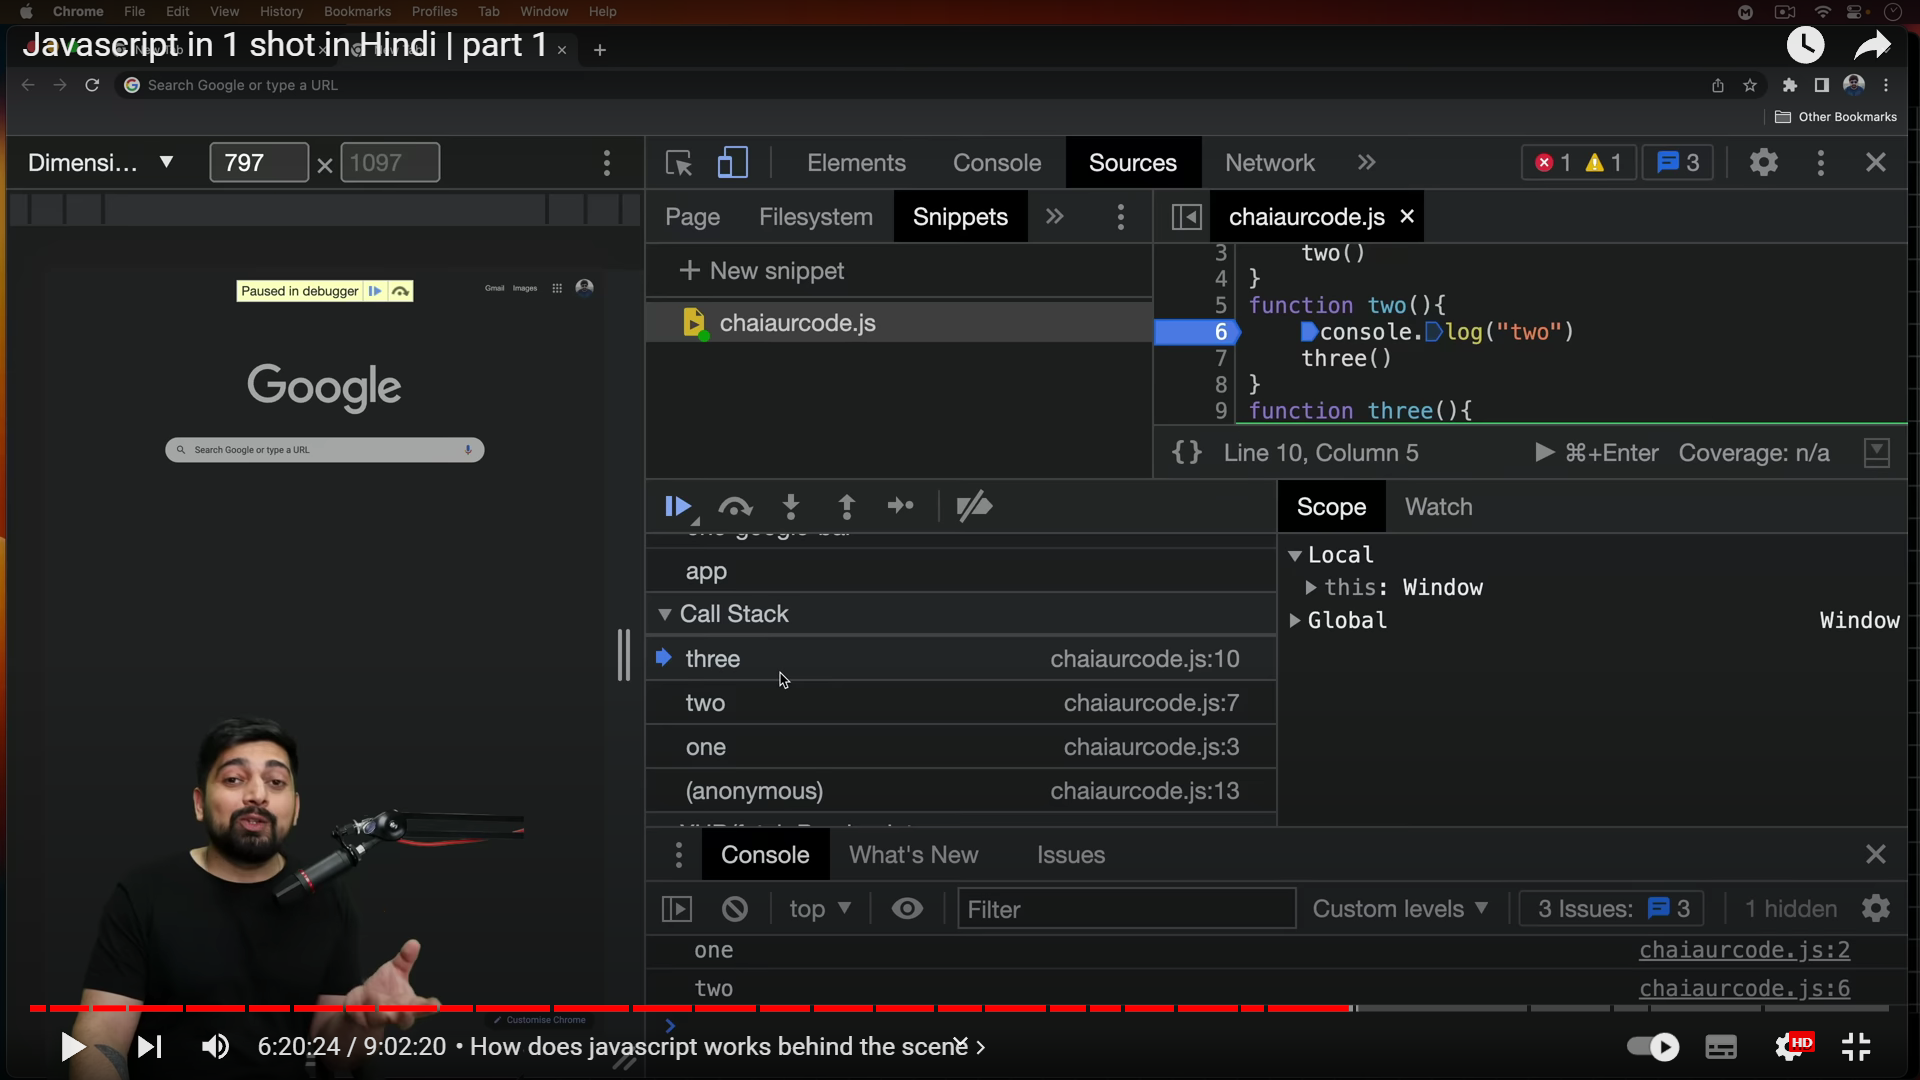 Chrome File Edit View History Bookmarks Profiles Tab Window Help
Javascript in 1 shot in Hindi | part 1
Search Google or type a URL
Other Bookmarks
Dimensi... ▼ 797 × 1097
Elements Console Sources Network » 1 1 3
Page Filesystem Snippets »
chaiaurcode.js ×
+ New snippet
chaiaurcode.js
3 two()
4 }
5 function two(){
6 console.log("two")
7 three()
8 }
9 function three(){
{} Line 10, Column 5 ⌘+Enter Coverage: n/a
Paused in debugger
Gmail Images
Google
Search Google or type a URL
app
Call Stack
three chaiaurcode.js:10
two chaiaurcode.js:7
one chaiaurcode.js:3
(anonymous) chaiaurcode.js:13
Scope Watch
▼Local
▶this: Window
▶Global Window
Console What's New Issues
top ▼ Filter Custom levels ▼ 3 Issues: 3 1 hidden
one chaiaurcode.js:2
two chaiaurcode.js:6
Customise Chrome
6:20:24 / 9:02:20 • How does javascript works behind the scene ›
HD